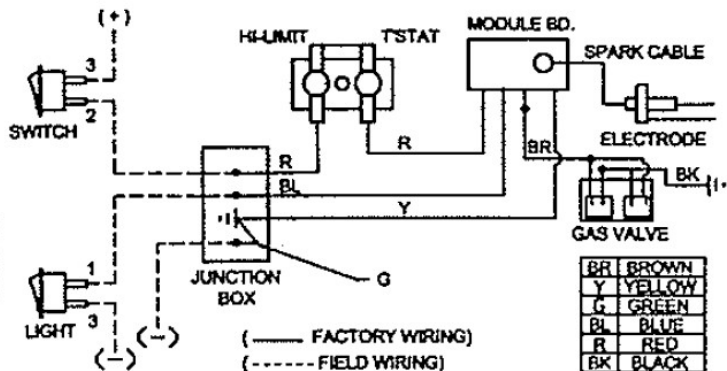 (+)
3
SWITCH
2
HI-LIMIT
T'STAT
MODULE BD.
SPARK CABLE
ELECTRODE
R
R
BR
BK
BL
Y
GAS VALVE
JUNCTION
BOX
G
1
LIGHT
3
(—)
(—)
(—— FACTORY WIRING)
(------ FIELD WIRING)
BR BROWN
Y YELLOW
G GREEN
BL BLUE
R RED
BK BLACK